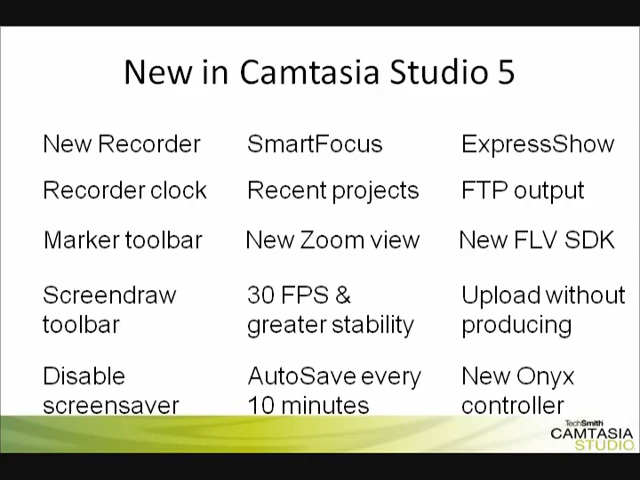 New in Camtasia Studio 5
New Recorder
SmartFocus
ExpressShow
Recorder clock
Recent projects
FTP output
Marker toolbar
New Zoom view
New FLV SDK
Screendraw
toolbar
30 FPS &
greater stability
Upload without
producing
Disable
screensaver
AutoSave every
10 minutes
New Onyx
controller
TechSmith
CAMTASIA
STUDIO